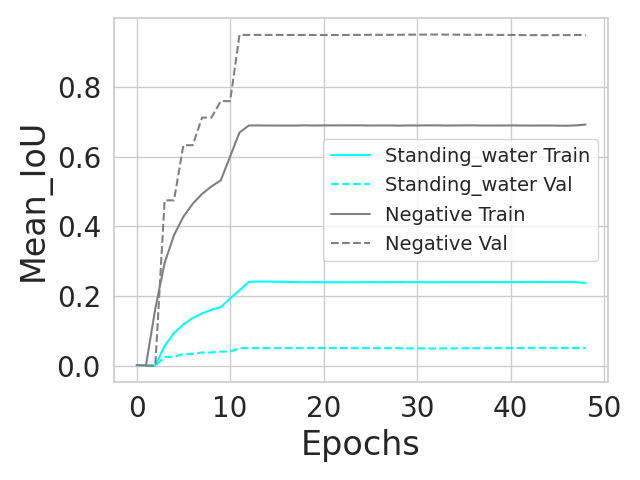 Mean_IoU
0.8
0.6
0.4
0.2
0.0
Standing_water Train
Standing_water Val
Negative Train
Negative Val
0 10 20 30 40 50
Epochs